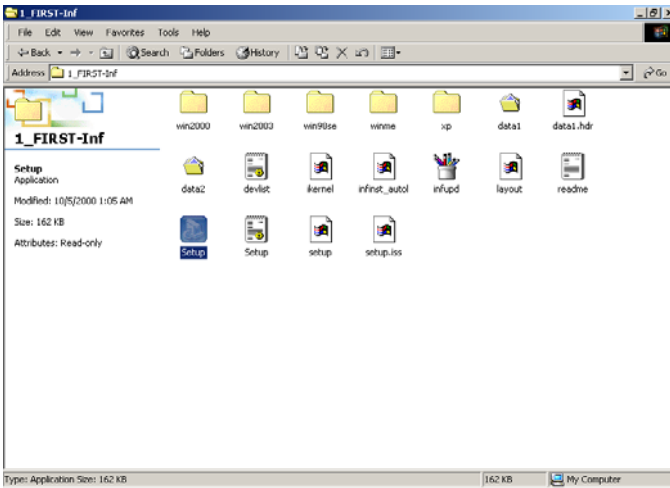 1_FIRST-Inf
File Edit View Favorites Tools Help
Back Search Folders History
Address 1_FIRST-Inf Go
1_FIRST-Inf
Setup
Application
Modified: 10/5/2000 1:05 AM
Size: 162 KB
Attributes: Read-only
win2000 win2003 win98se winme xp data1 data1.hdr
data2 devlist ikernel infinst_autol infupd layout readme
Setup Setup setup setup.iss
Type: Application Size: 162 KB 162 KB My Computer